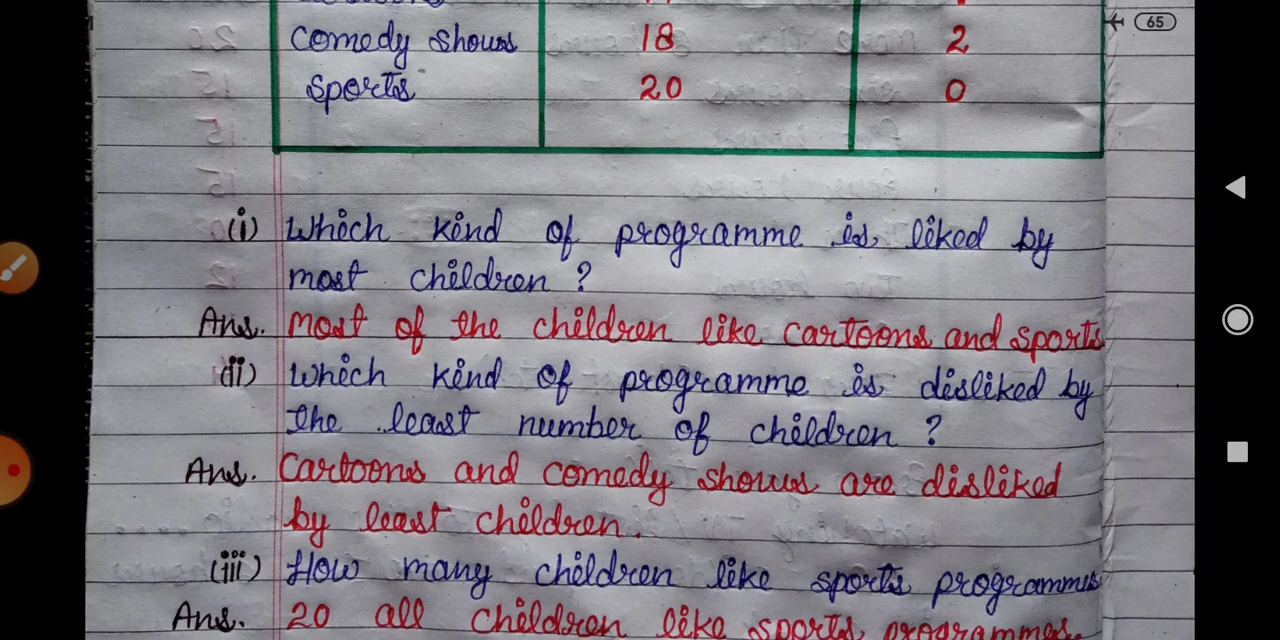 Comedy shows 18 2
65
Sports 20 0
(i) Which kind of programme is liked by
most children ?
Ans. Most of the children like cartoons and sports
(ii) Which kind of programme is disliked by
the least number of children ?
Ans. Cartoons and comedy shows are disliked
by least children.
(iii) How many children like sports programmes
Ans. 20 all children like sports programmes.